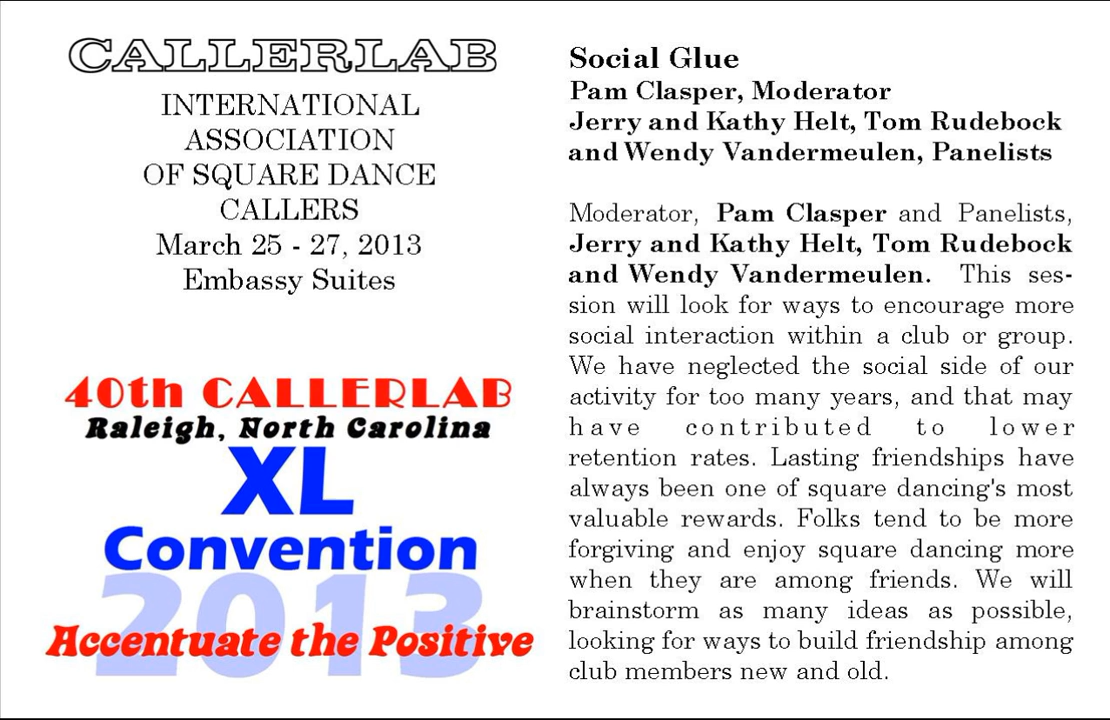 CALLERLAB
INTERNATIONAL
ASSOCIATION
OF SQUARE DANCE
CALLERS
March 25 - 27, 2013
Embassy Suites
40th CALLERLAB
Raleigh, North Carolina
XL
Convention
2013
Accentuate the Positive
Social Glue
Pam Clasper, Moderator
Jerry and Kathy Helt, Tom Rudebock
and Wendy Vandermeulen, Panelists
Moderator, Pam Clasper and Panelists,
Jerry and Kathy Helt, Tom Rudebock
and Wendy Vandermeulen. This ses-
sion will look for ways to encourage more
social interaction within a club or group.
We have neglected the social side of our
activity for too many years, and that may
have contributed to lower
retention rates. Lasting friendships have
always been one of square dancing's most
valuable rewards. Folks tend to be more
forgiving and enjoy square dancing more
when they are among friends. We will
brainstorm as many ideas as possible,
looking for ways to build friendship among
club members new and old.